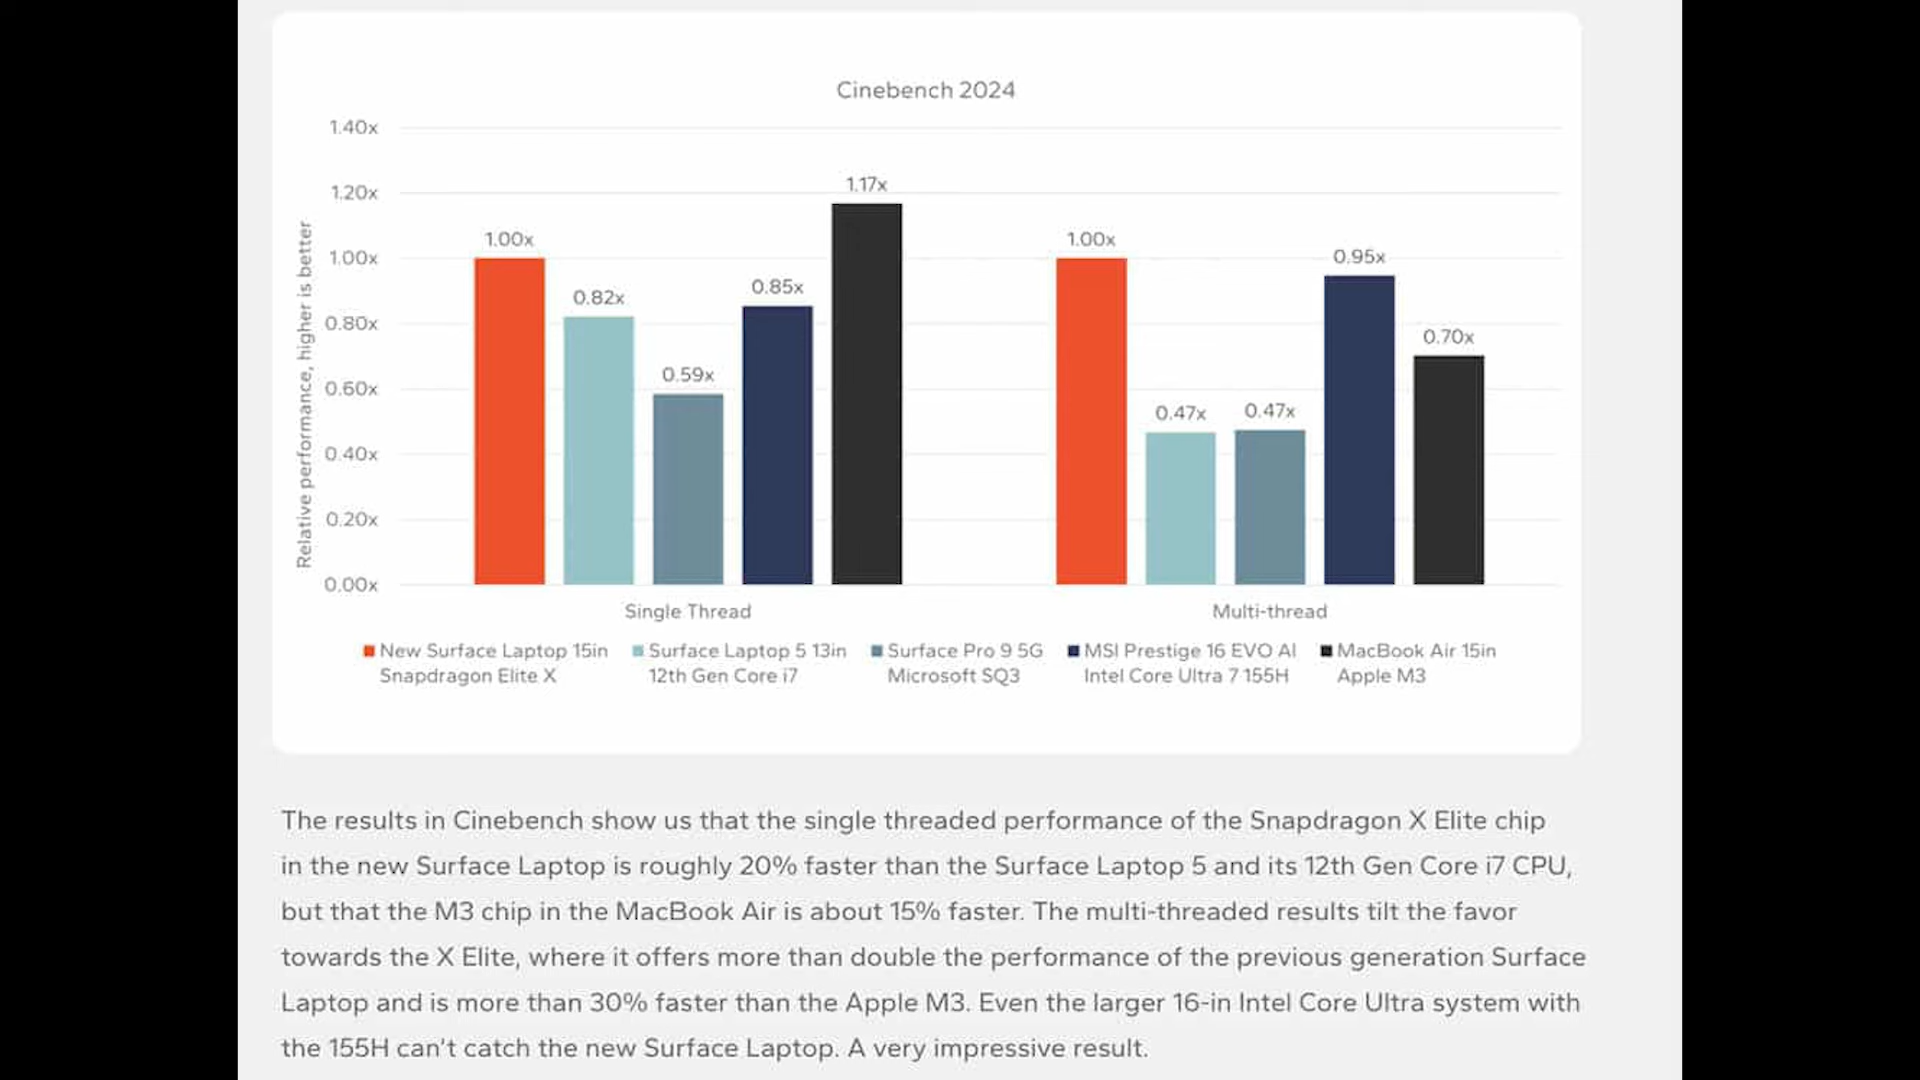 Cinebench 2024
1.40x
1.20x
1.00x
0.80x
0.60x
0.40x
0.20x
0.00x
Relative performance, higher is better
1.00x
0.82x
0.59x
0.85x
1.17x
1.00x
0.47x
0.47x
0.95x
0.70x
Single Thread
Multi-thread
New Surface Laptop 15in
Snapdragon Elite X
Surface Laptop 5 13in
12th Gen Core i7
Surface Pro 9 5G
Microsoft SQ3
MSI Prestige 16 EVO AI
Intel Core Ultra 7 155H
MacBook Air 15in
Apple M3
The results in Cinebench show us that the single threaded performance of the Snapdragon X Elite chip
in the new Surface Laptop is roughly 20% faster than the Surface Laptop 5 and its 12th Gen Core i7 CPU,
but that the M3 chip in the MacBook Air is about 15% faster. The multi-threaded results tilt the favor
towards the X Elite, where it offers more than double the performance of the previous generation Surface
Laptop and is more than 30% faster than the Apple M3. Even the larger 16-in Intel Core Ultra system with
the 155H can't catch the new Surface Laptop. A very impressive result.